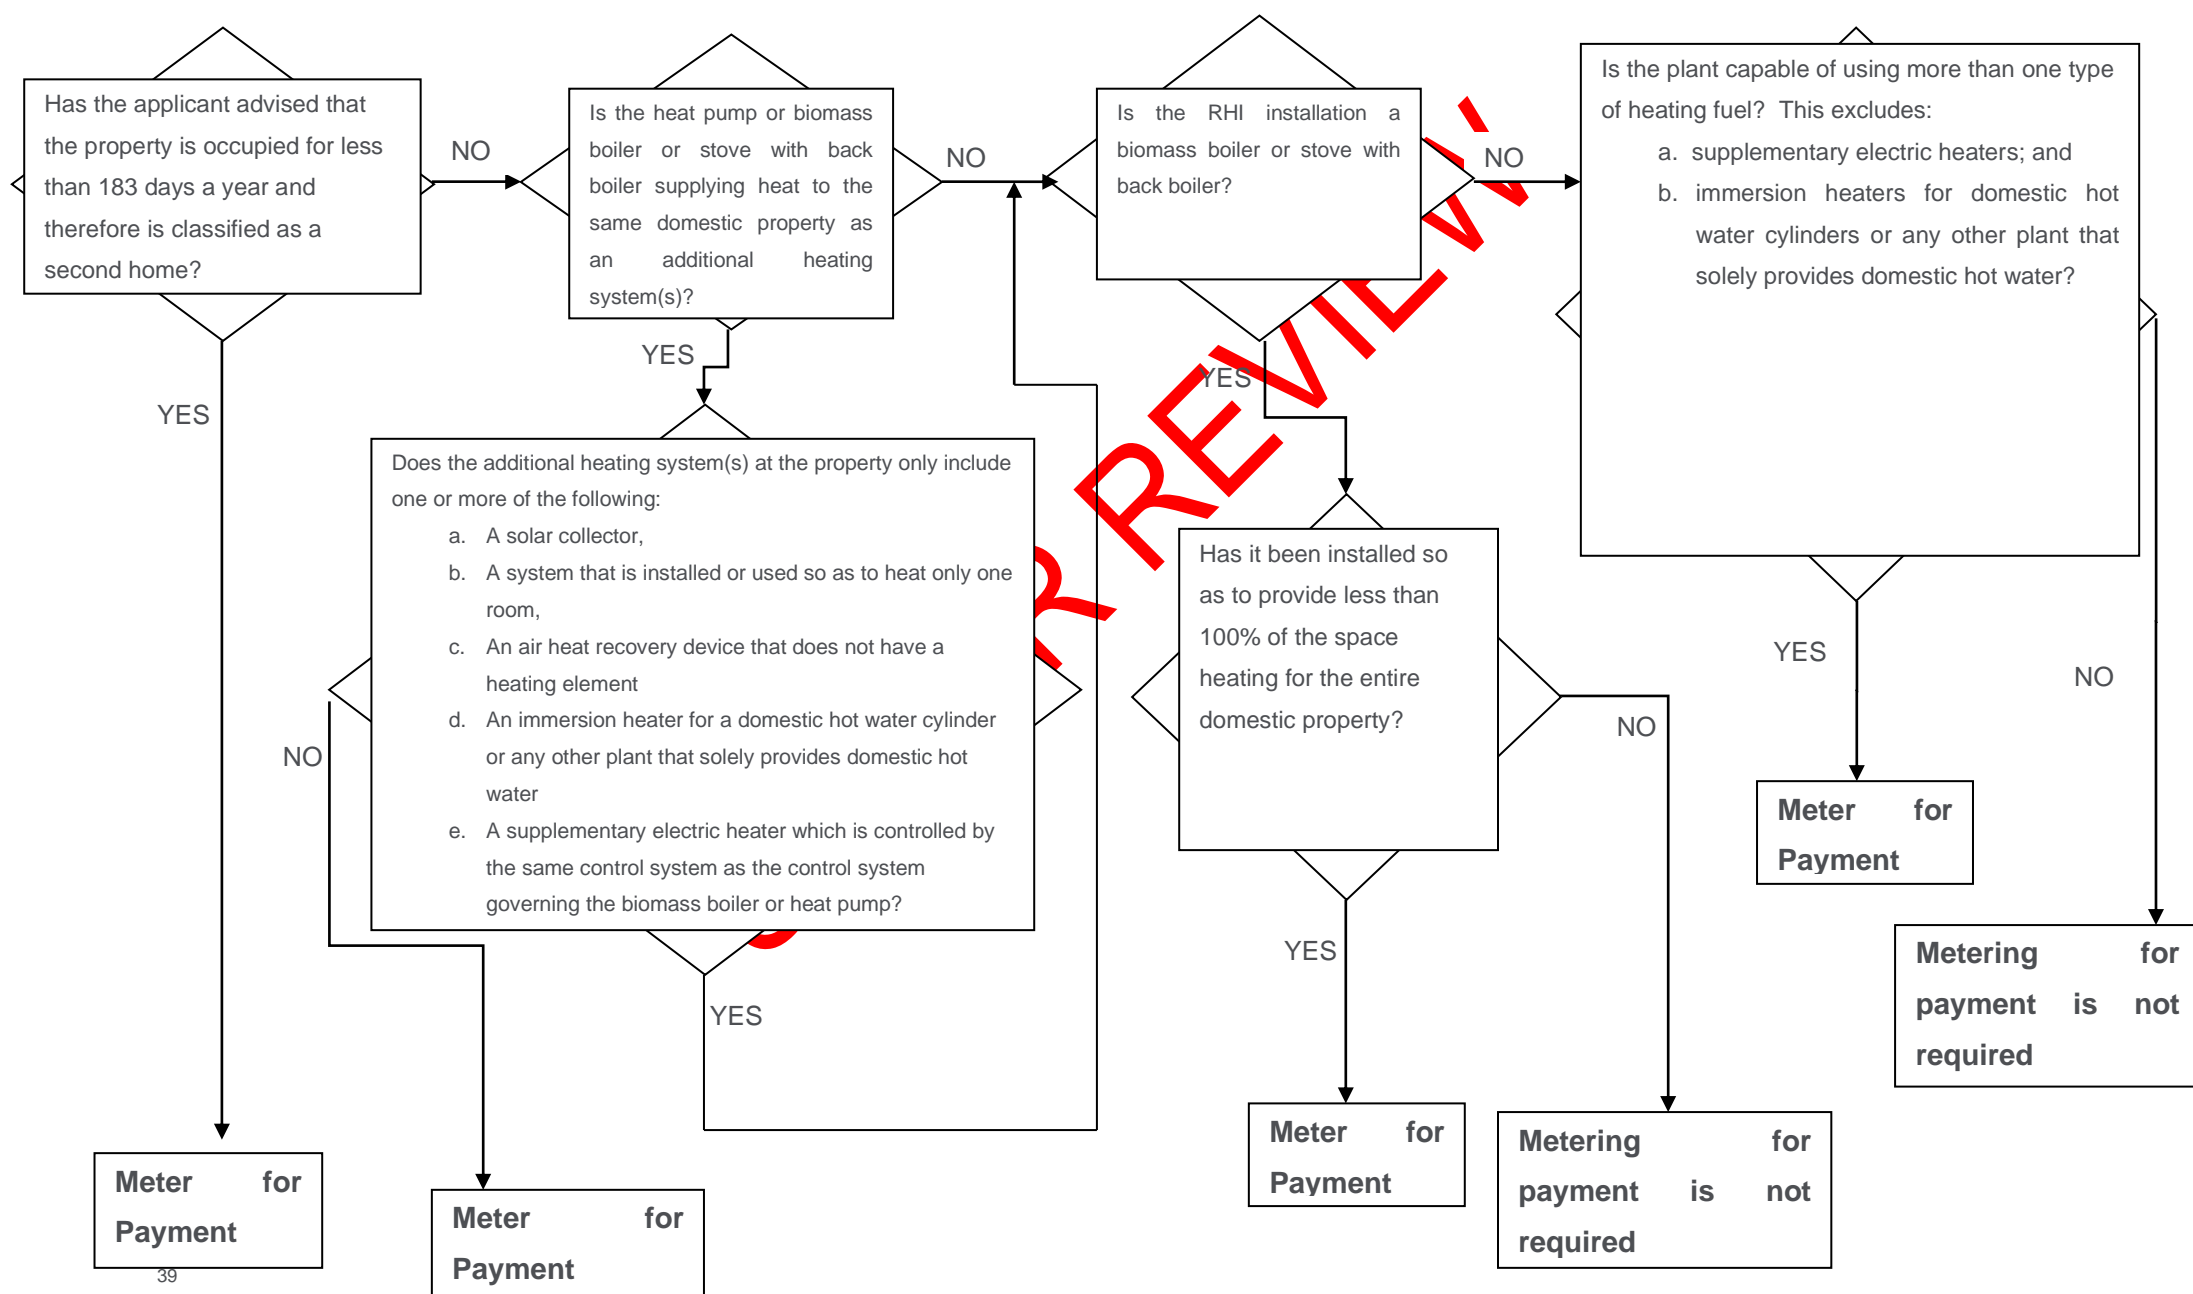 Has the applicant advised that
the property is occupied for less
than 183 days a year and
therefore is classified as a
second home?
NO
YES
Is the heat pump or biomass
boiler or stove with back
boiler supplying heat to the
same domestic property as
an additional heating
system(s)?
NO
YES
Is the RHI installation a
biomass boiler or stove with
back boiler?
NO
YES
Is the plant capable of using more than one type
of heating fuel? This excludes:
a. supplementary electric heaters; and
b. immersion heaters for domestic hot
water cylinders or any other plant that
solely provides domestic hot water?
YES
NO
Does the additional heating system(s) at the property only include
one or more of the following:
a. A solar collector,
b. A system that is installed or used so as to heat only one
room,
c. An air heat recovery device that does not have a
heating element
d. An immersion heater for a domestic hot water cylinder
or any other plant that solely provides domestic hot
water
e. A supplementary electric heater which is controlled by
the same control system as the control system
governing the biomass boiler or heat pump?
NO
YES
Has it been installed so
as to provide less than
100% of the space
heating for the entire
domestic property?
NO
YES
Meter for
Payment
Metering for
payment is not
required
Meter for
Payment
Metering for
payment is not
required
Meter for
Payment
Meter for
Payment
39
REVIEW